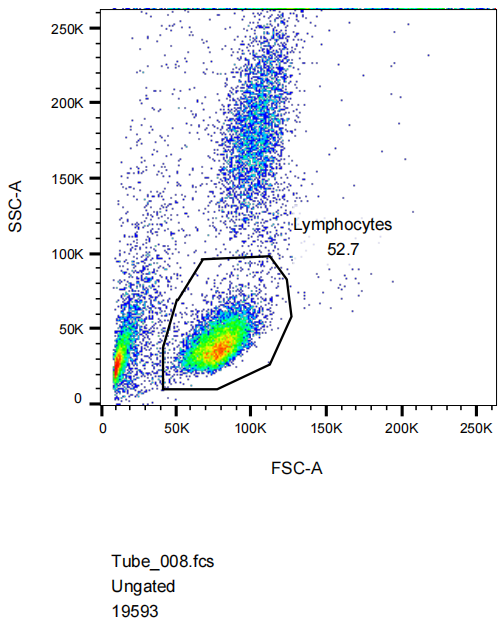 250K
200K
SSC-A
150K
Lymphocytes
52.7
100K
50K
0
0 50K 100K 150K 200K 250K
FSC-A
Tube_008.fcs
Ungated
19593